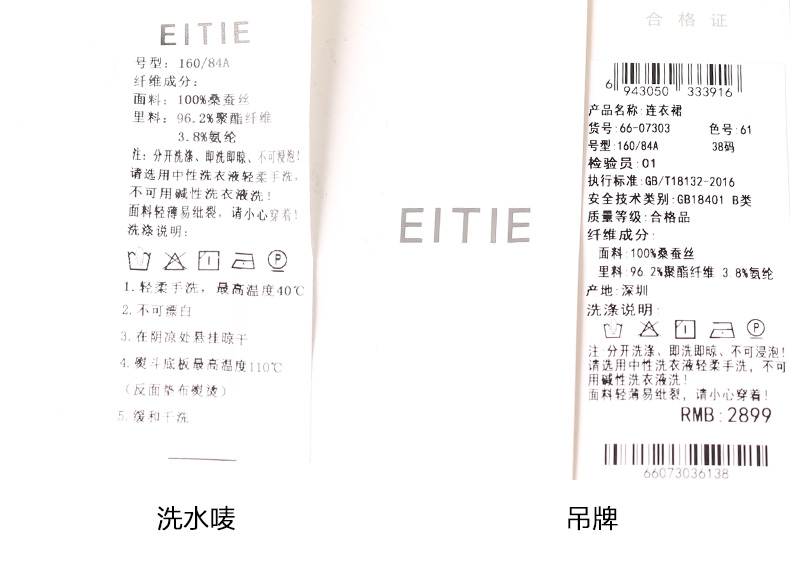 EITIE
号型: 160/84A
纤维成分:
面料: 100%桑蚕丝
里料: 96.2%聚酯纤维
3.8%氨纶
注: 分开洗涤、即洗即晾、不可浸泡!
请选用中性洗衣液轻柔手洗,
不可用碱性洗衣液洗!
面料轻薄易纰裂, 请小心穿着!
洗涤说明:
P
1. 轻柔手洗, 最高温度40℃
2. 不可漂白
3. 在阴凉处悬挂晾干
4. 熨斗底板最高温度110℃
(反面垫布熨烫)
5. 缓和干洗
洗水唛
EITIE
合格证
6 943050 333916
产品名称:连衣裙
货号:66-07303 色号:61
号型:160/84A 38码
检验员:01
执行标准:GB/T18132-2016
安全技术类别:GB18401 B类
质量等级:合格品
纤维成分:
面料:100%桑蚕丝
里料:96.2%聚酯纤维 3.8%氨纶
产地:深圳
洗涤说明:
P
注:分开洗涤、即洗即晾、不可浸泡!
请选用中性洗衣液轻柔手洗, 不可
用碱性洗衣液洗!
面料轻薄易纰裂, 请小心穿着!
RMB:2899
66073036138
吊牌